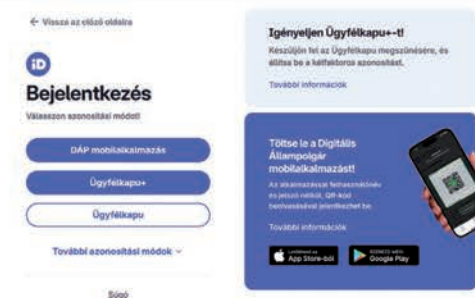 ← Vissza az előző oldalra
iD
Bejelentkezés
Válasszon azonosítási módot!
DÁP mobilalkalmazás
Ügyfélkapu+
Ügyfélkapu
További azonosítási módok
Súgó
Igényeljen Ügyfélkapu+-t!
Készüljön fel az Ügyfélkapu megszűnésére, és
állítsa be a kétfaktoros azonosítást.
További információk
Töltse le a Digitális
Állampolgár
mobilalkalmazást!
Az alkalmazással felhasználónév
és jelszó nélkül, QR-kód
beolvasásával jelentkezhet be.
További információk
App Store-ból
Google Play